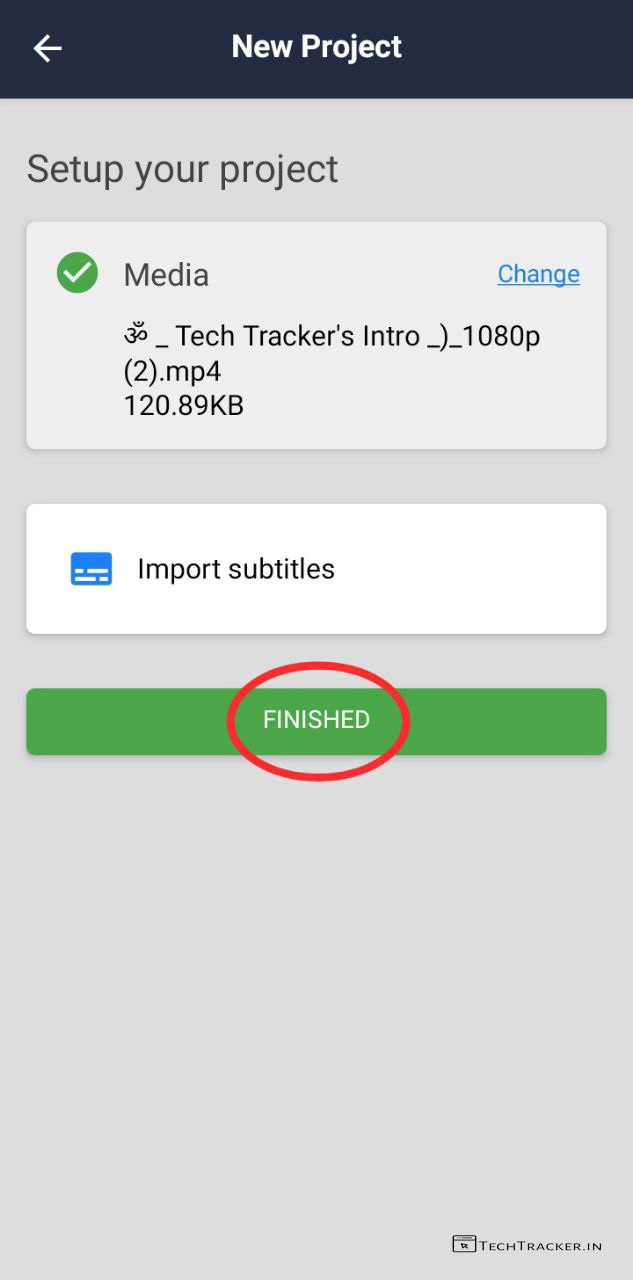 New Project
Setup your project
Media
Change
ॐ _ Tech Tracker's Intro _)_1080p
(2).mp4
120.89KB
Import subtitles
FINISHED
TECHTRACKER.IN